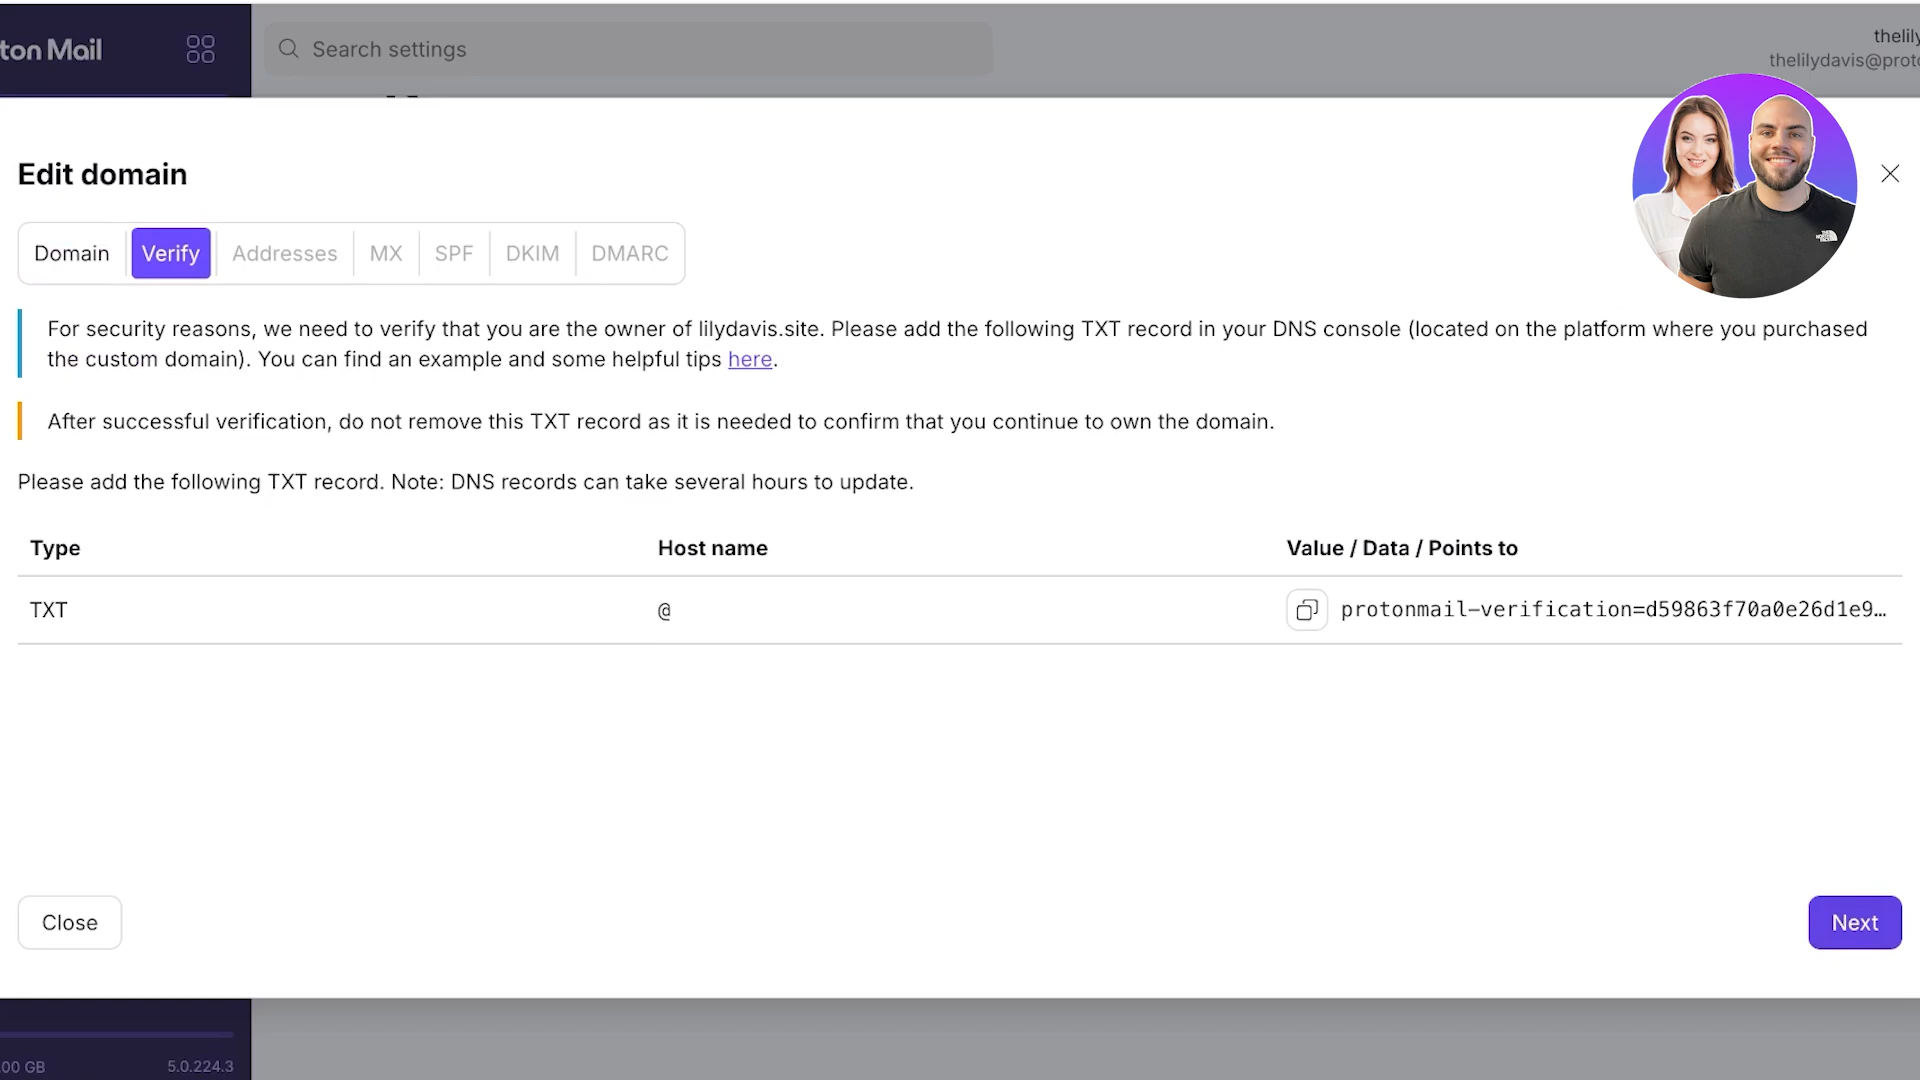 ton Mail
Search settings
thelily
thelilydavis@proto
Edit domain
Domain
Verify
Addresses
MX
SPF
DKIM
DMARC
For security reasons, we need to verify that you are the owner of lilydavis.site. Please add the following TXT record in your DNS console (located on the platform where you purchased
the custom domain). You can find an example and some helpful tips here.
After successful verification, do not remove this TXT record as it is needed to confirm that you continue to own the domain.
Please add the following TXT record. Note: DNS records can take several hours to update.
Type
Host name
Value / Data / Points to
TXT
@
protonmail-verification=d59863f70a0e26d1e9…
Close
Next
.00 GB
5.0.224.3